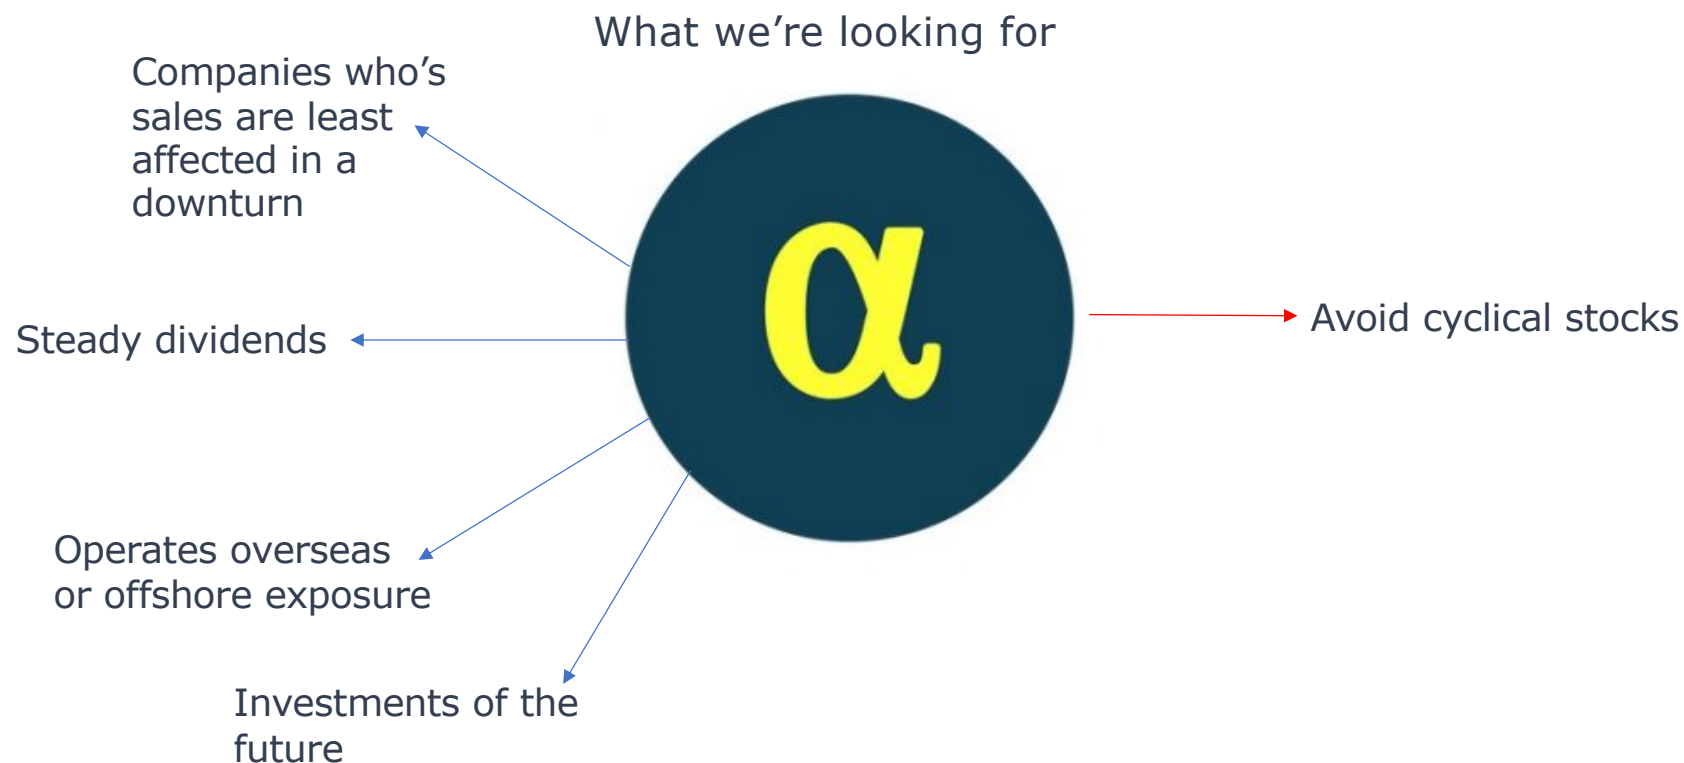 What we’re looking for
Companies who’s
sales are least
affected in a
downturn
α
Steady dividends
Avoid cyclical stocks
Operates overseas
or offshore exposure
Investments of the
future